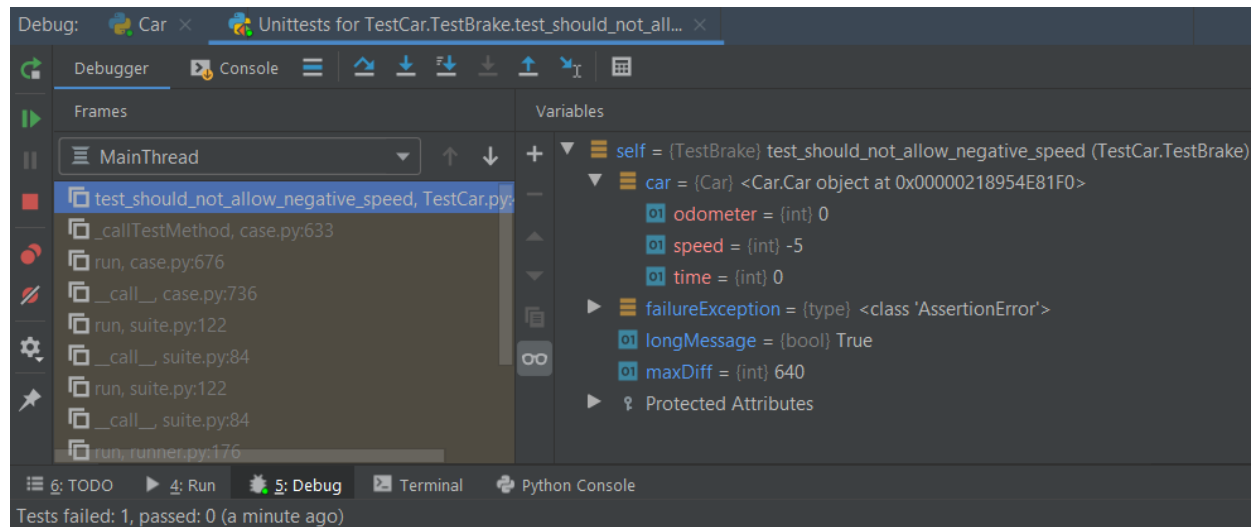 Debug: Car × Unittests for TestCar.TestBrake.test_should_not_all... ×
Debugger Console
Frames
MainThread
test_should_not_allow_negative_speed, TestCar.py:
_callTestMethod, case.py:633
run, case.py:676
__call__, case.py:736
run, suite.py:122
__call__, suite.py:84
run, suite.py:122
__call__, suite.py:84
run, runner.py:176
Variables
self = {TestBrake} test_should_not_allow_negative_speed (TestCar.TestBrake)
car = {Car} <Car.Car object at 0x00000218954E81F0>
01 odometer = {int} 0
01 speed = {int} -5
01 time = {int} 0
failureException = {type} <class 'AssertionError'>
01 longMessage = {bool} True
01 maxDiff = {int} 640
Protected Attributes
6: TODO 4: Run 5: Debug Terminal Python Console
Tests failed: 1, passed: 0 (a minute ago)